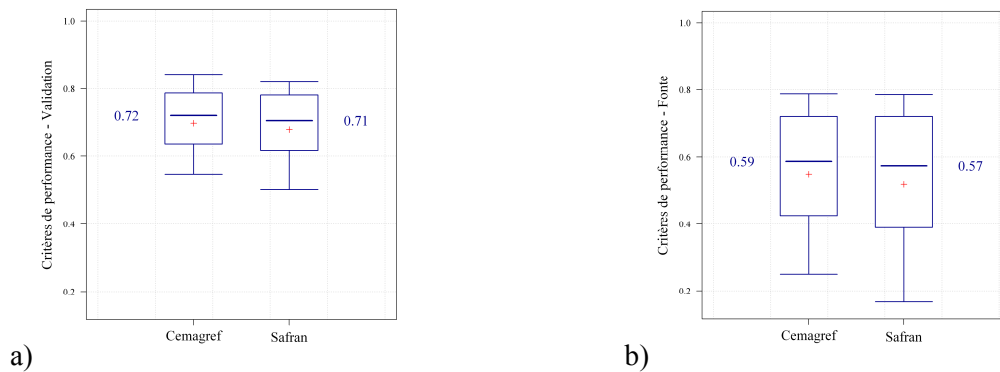 Critères de performance - Validation
1.0
0.8
0.6
0.4
0.2
0.72
0.71
Cemagref
Safran
a)
Critères de performance - Fonte
1.0
0.8
0.6
0.4
0.2
0.59
0.57
Cemagref
Safran
b)